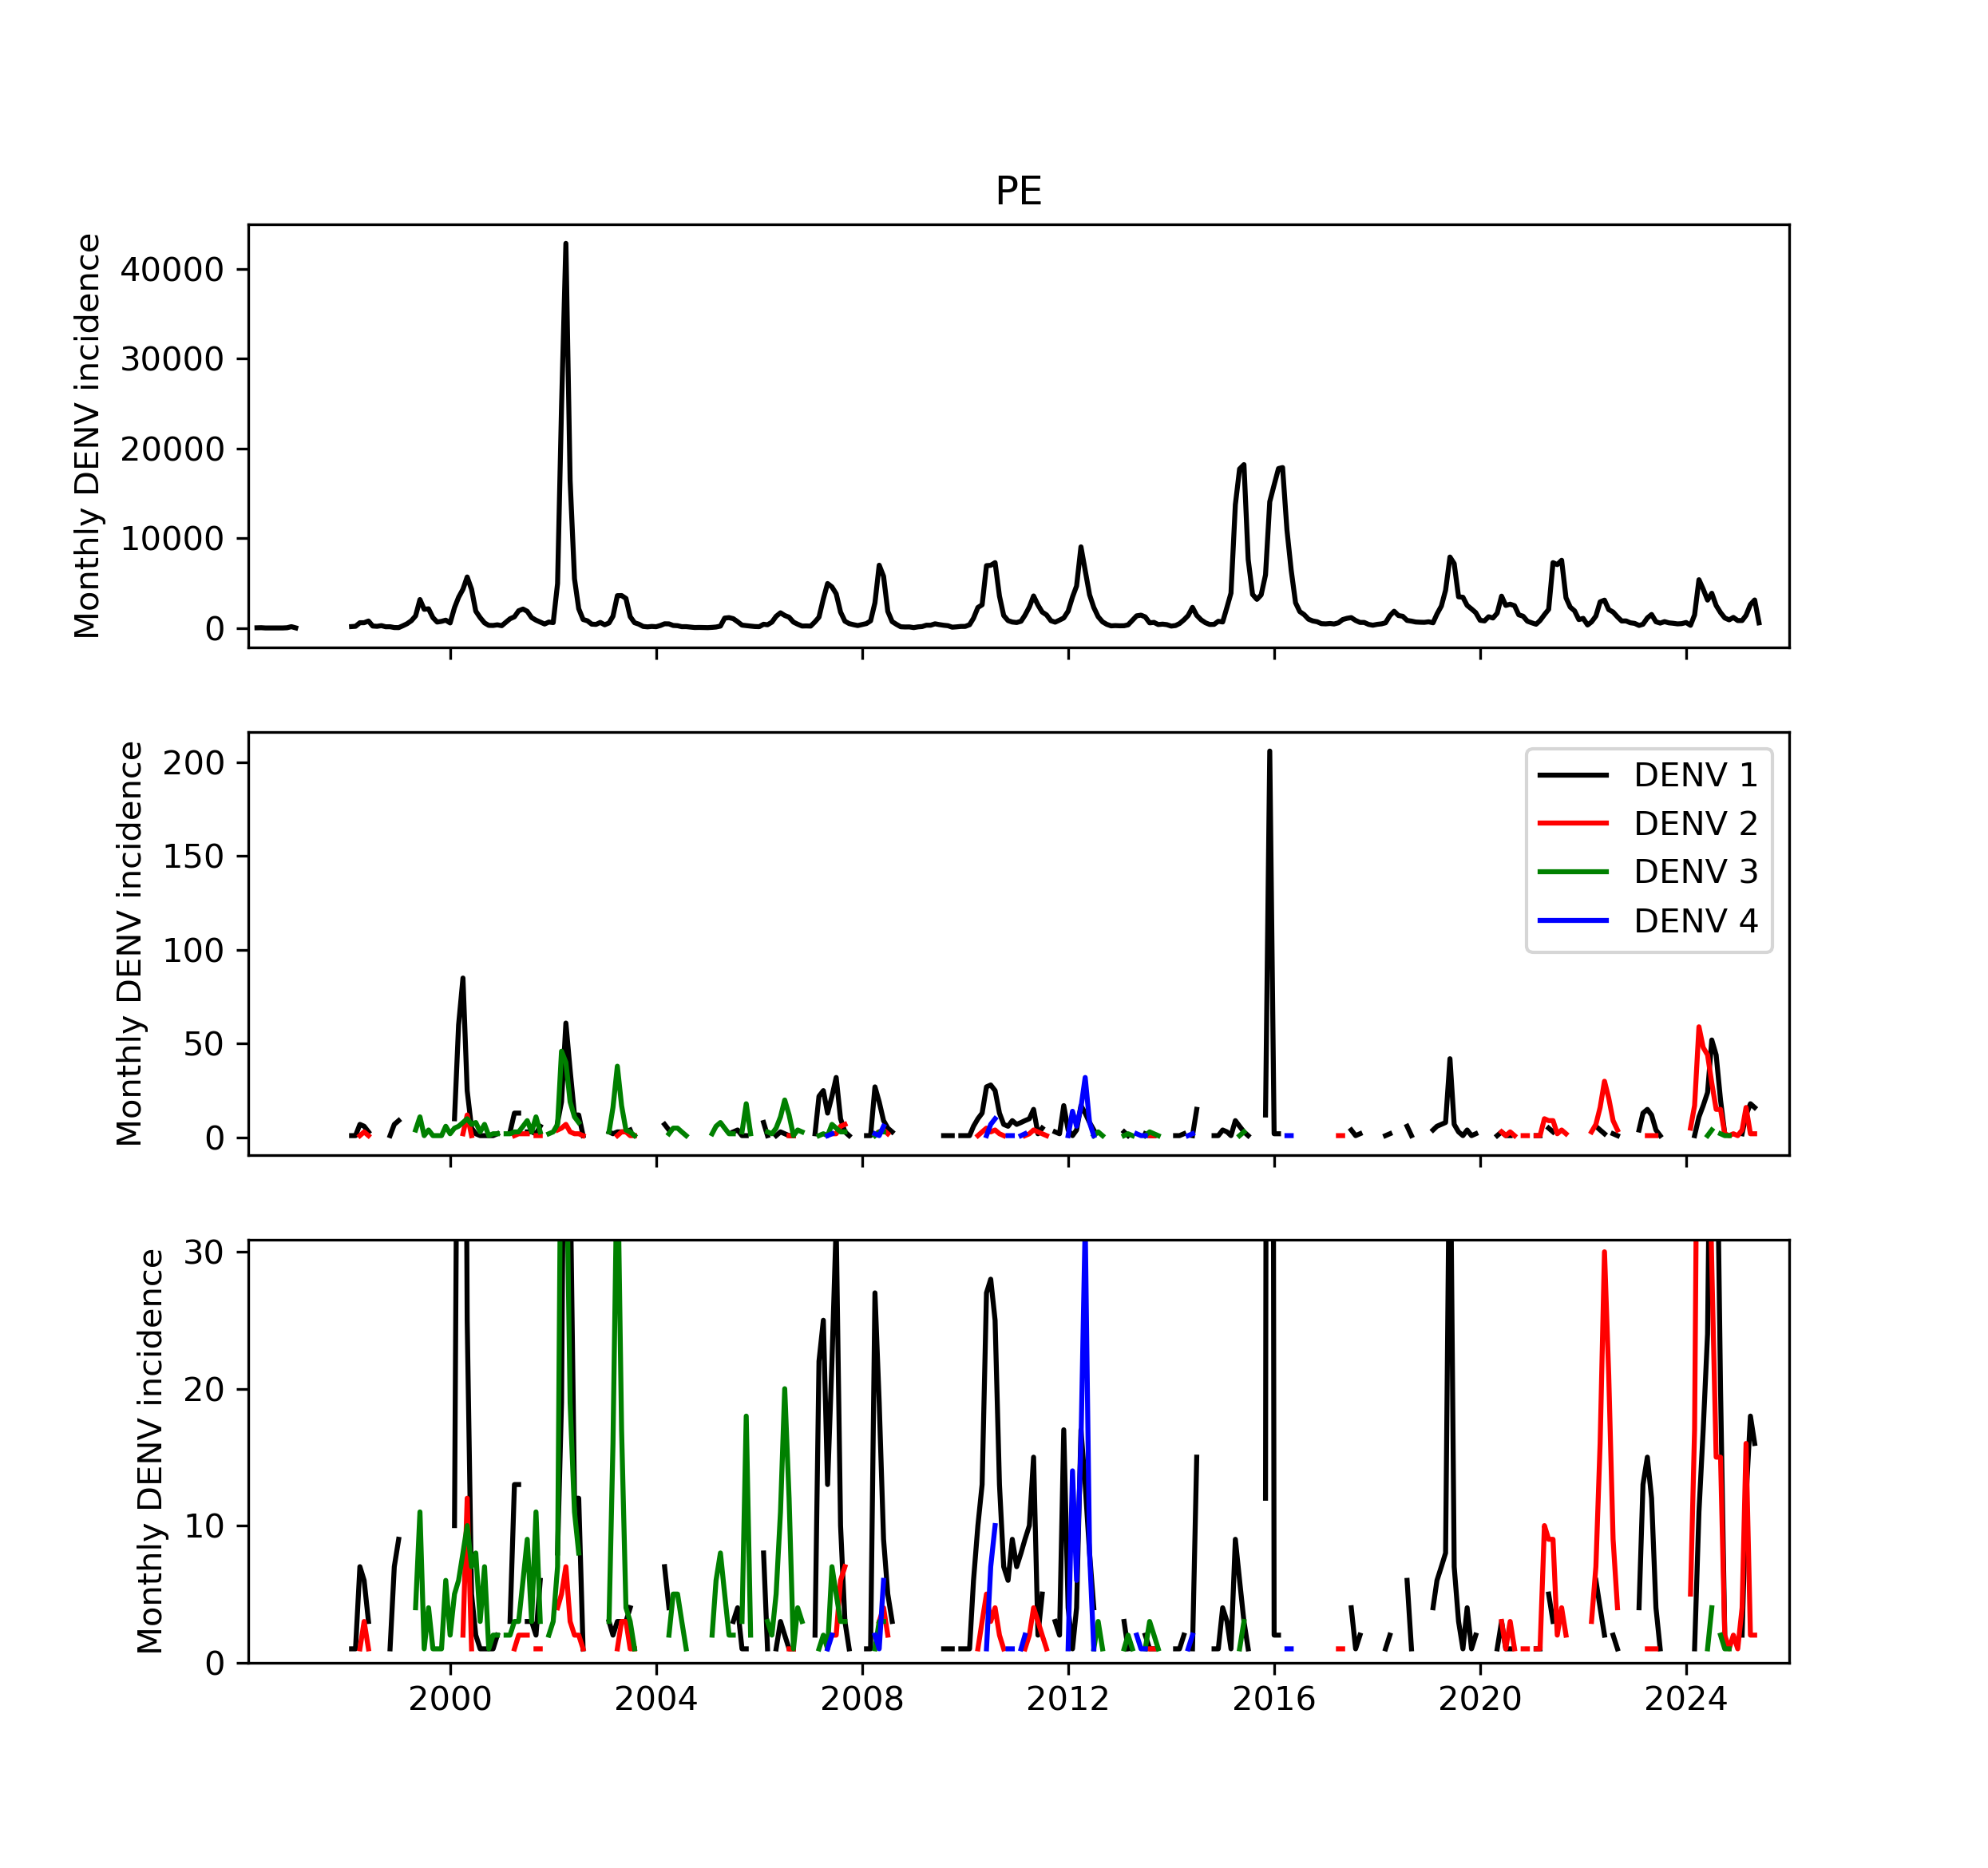 PE
Monthly DENV incidence
40000
30000
20000
10000
0
Monthly DENV incidence
200
150
100
50
0
DENV 1
DENV 2
DENV 3
DENV 4
Monthly DENV incidence
30
20
10
0
2000 2004 2008 2012 2016 2020 2024